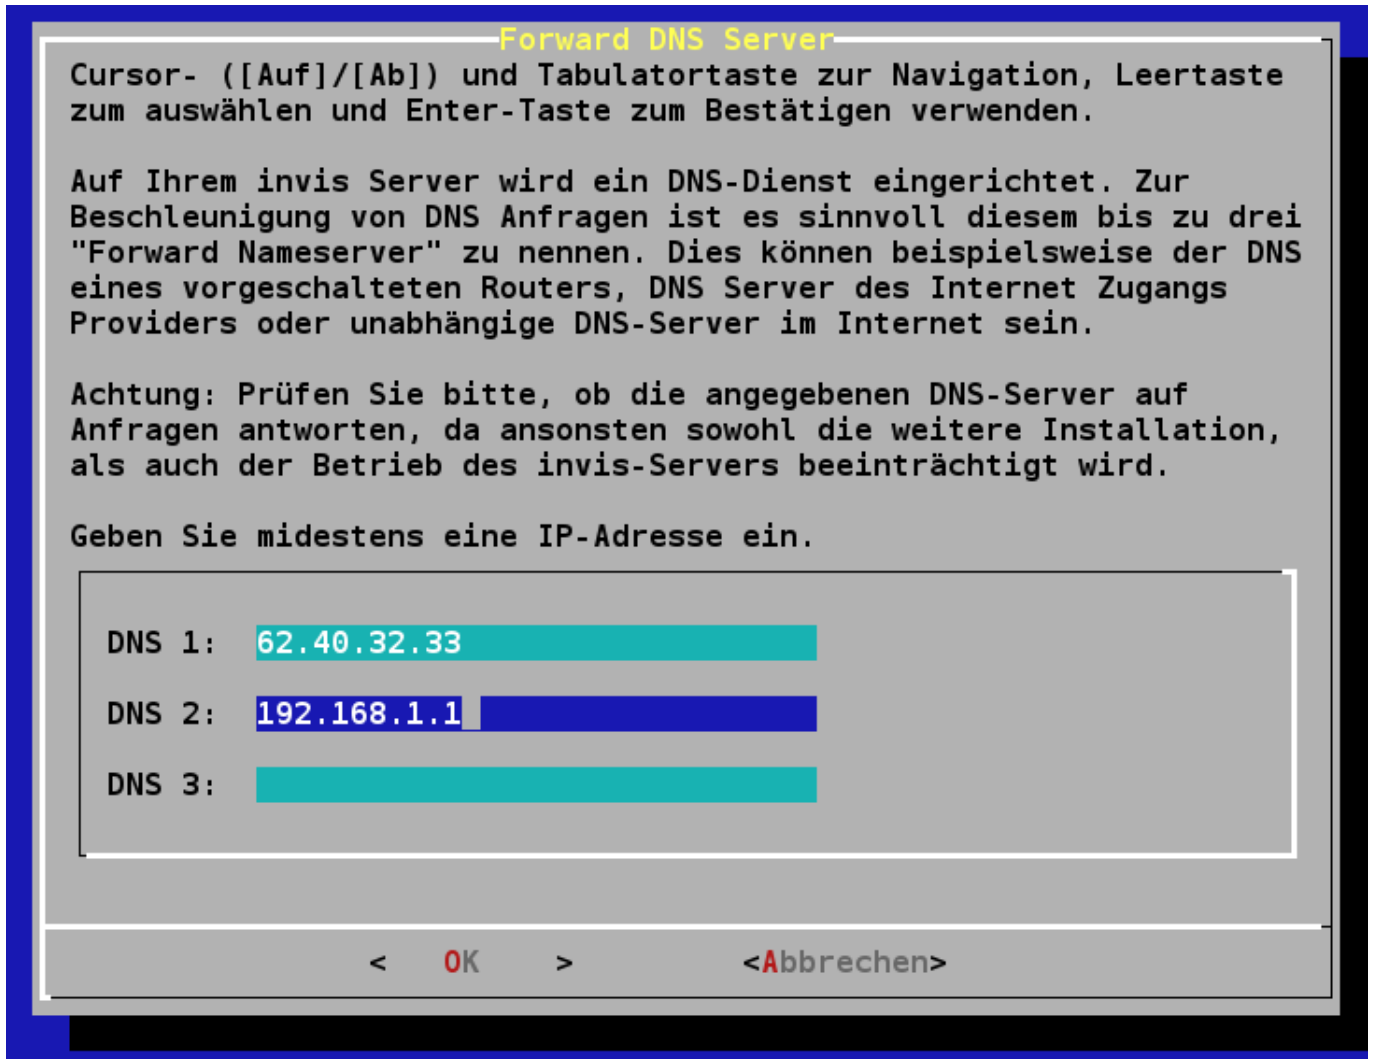 Forward DNS Server
Cursor- ([Auf]/[Ab]) und Tabulatortaste zur Navigation, Leertaste
zum auswählen und Enter-Taste zum Bestätigen verwenden.
Auf Ihrem invis Server wird ein DNS-Dienst eingerichtet. Zur
Beschleunigung von DNS Anfragen ist es sinnvoll diesem bis zu drei
"Forward Nameserver" zu nennen. Dies können beispielsweise der DNS
eines vorgeschalteten Routers, DNS Server des Internet Zugangs
Providers oder unabhängige DNS-Server im Internet sein.
Achtung: Prüfen Sie bitte, ob die angegebenen DNS-Server auf
Anfragen antworten, da ansonsten sowohl die weitere Installation,
als auch der Betrieb des invis-Servers beeinträchtigt wird.
Geben Sie midestens eine IP-Adresse ein.
DNS 1: 62.40.32.33
DNS 2: 192.168.1.1
DNS 3:
< OK > <Abbrechen>